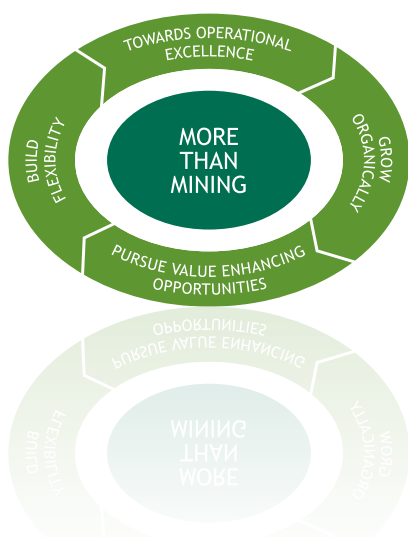 TOWARDS OPERATIONAL
EXCELLENCE
BUILD
FLEXIBILITY
MORE
THAN
MINING
GROW
ORGANICALLY
PURSUE VALUE ENHANCING
OPPORTUNITIES